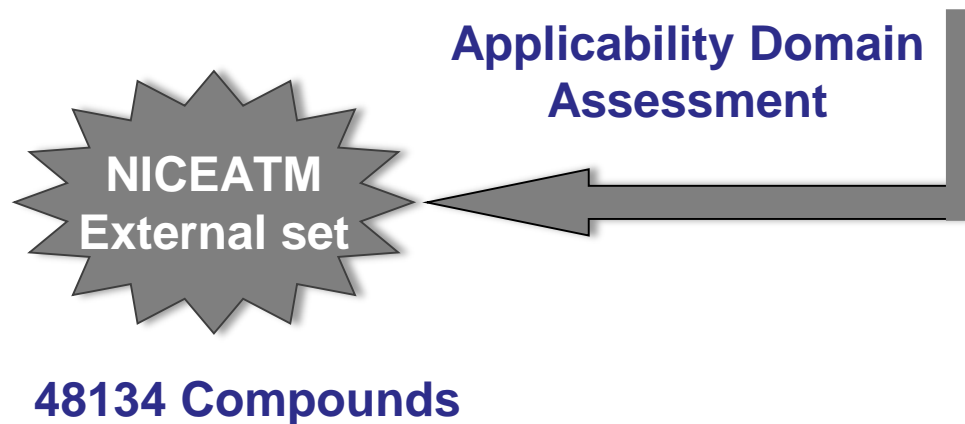 Applicability Domain
Assessment
NICEATM
External set
48134 Compounds